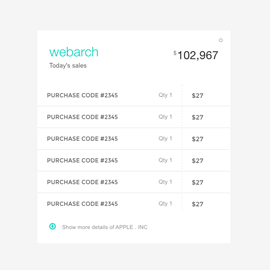 webarch
$102,967
Today's sales
PURCHASE CODE #2345 Qty 1 $27
PURCHASE CODE #2345 Qty 1 $27
PURCHASE CODE #2345 Qty 1 $27
PURCHASE CODE #2345 Qty 1 $27
PURCHASE CODE #2345 Qty 1 $27
PURCHASE CODE #2345 Qty 1 $27
Show more details of APPLE . INC